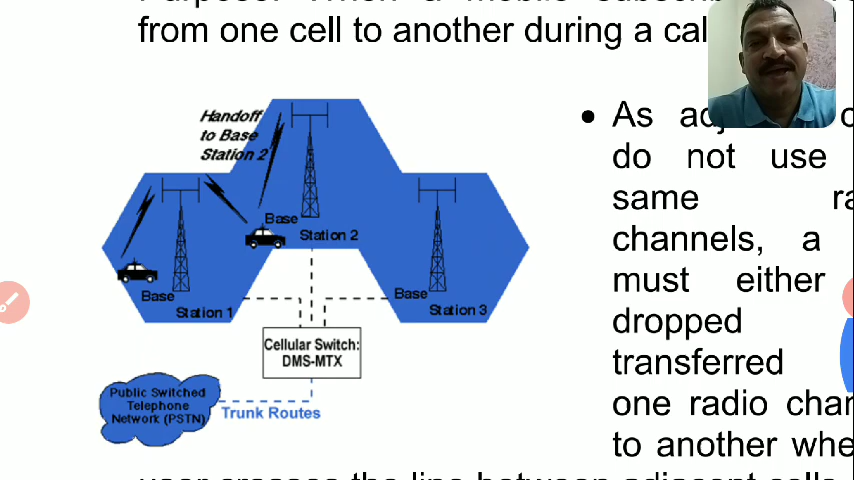 from one cell to another during a cal
Handoff
to Base
Station 2
Base
Station 2
Base
Station 1
Base
Station 3
Cellular Switch:
DMS-MTX
Public Switched
Telephone
Network (PSTN)
Trunk Routes
• As
do not use
same
channels, a
must either
dropped
transferred
one radio
to another